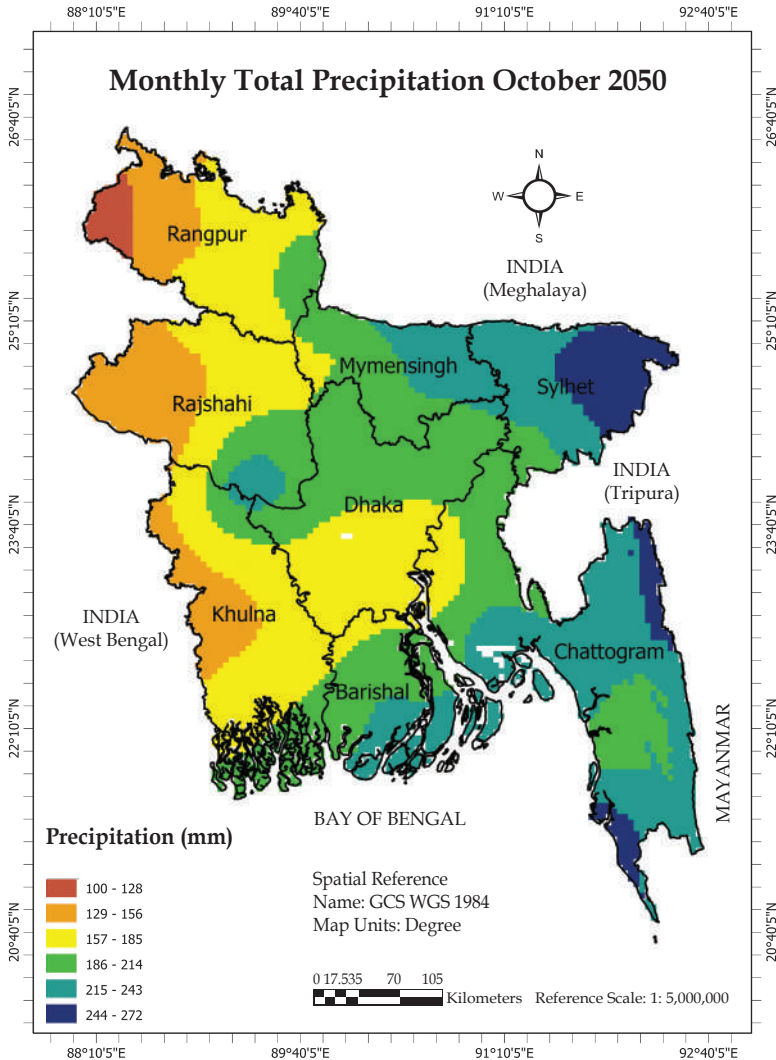 88°10'5"E 89°40'5"E 91°10'5"E 92°40'5"E
Monthly Total Precipitation October 2050
26°40'5"N
26°40'5"N
N
W
E
S
Rangpur
INDIA
(Meghalaya)
25°10'5"N
25°10'5"N
Mymensingh
Sylhet
Rajshahi
INDIA
(Tripura)
Dhaka
23°40'5"N
23°40'5"N
INDIA
(West Bengal)
Khulna
Chattogram
Barishal
22°10'5"N
22°10'5"N
MAYANMAR
BAY OF BENGAL
Precipitation (mm)
100 - 128
129 - 156
157 - 185
186 - 214
215 - 243
244 - 272
Spatial Reference
Name: GCS WGS 1984
Map Units: Degree
20°40'5"N
20°40'5"N
0 17.535 70 105
Kilometers Reference Scale: 1: 5,000,000
88°10'5"E 89°40'5"E 91°10'5"E 92°40'5"E